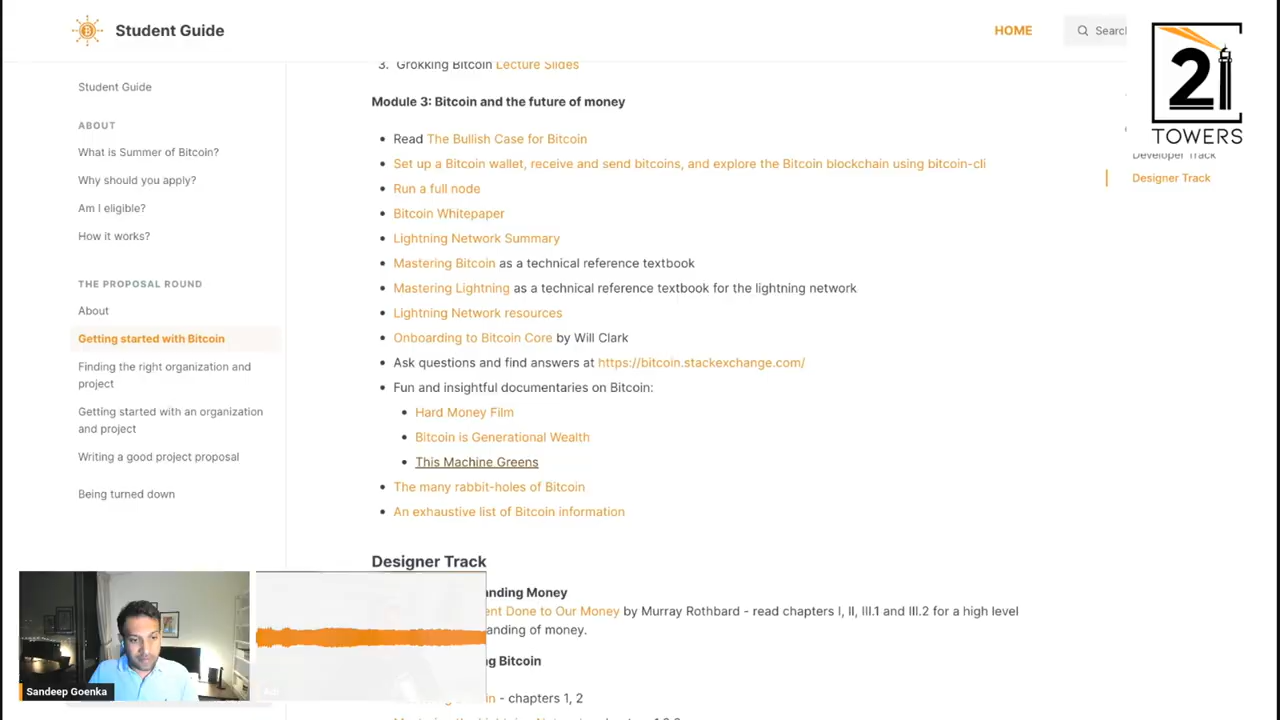 Student Guide
HOME
Search
21
TOWERS
Student Guide
ABOUT
What is Summer of Bitcoin?
Why should you apply?
Am I eligible?
How it works?
THE PROPOSAL ROUND
About
Getting started with Bitcoin
Finding the right organization and
project
Getting started with an organization
and project
Writing a good project proposal
Being turned down
3. Grokking Bitcoin Lecture Slides
Module 3: Bitcoin and the future of money
Read The Bullish Case for Bitcoin
Set up a Bitcoin wallet, receive and send bitcoins, and explore the Bitcoin blockchain using bitcoin-cli
Run a full node
Bitcoin Whitepaper
Lightning Network Summary
Mastering Bitcoin as a technical reference textbook
Mastering Lightning as a technical reference textbook for the lightning network
Lightning Network resources
Onboarding to Bitcoin Core by Will Clark
Ask questions and find answers at https://bitcoin.stackexchange.com/
Fun and insightful documentaries on Bitcoin:
Hard Money Film
Bitcoin is Generational Wealth
This Machine Greens
The many rabbit-holes of Bitcoin
An exhaustive list of Bitcoin information
Designer Track
anding Money
ent Done to Our Money by Murray Rothbard - read chapters I, II, III.1 and III.2 for a high level
anding of money.
ng Bitcoin
- chapters 1, 2
Developer Track
Designer Track
Sandeep Goenka